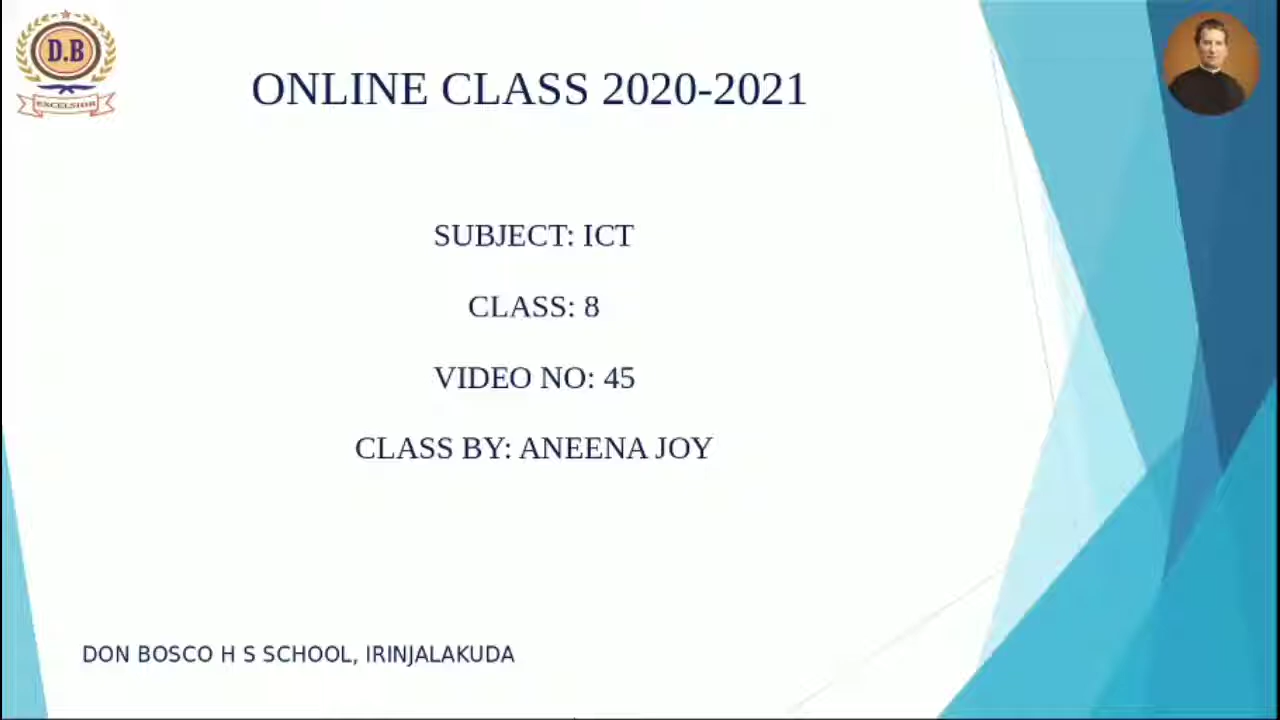 D.B
EXCELSIOR
ONLINE CLASS 2020-2021
SUBJECT: ICT
CLASS: 8
VIDEO NO: 45
CLASS BY: ANEENA JOY
DON BOSCO H S SCHOOL, IRINJALAKUDA